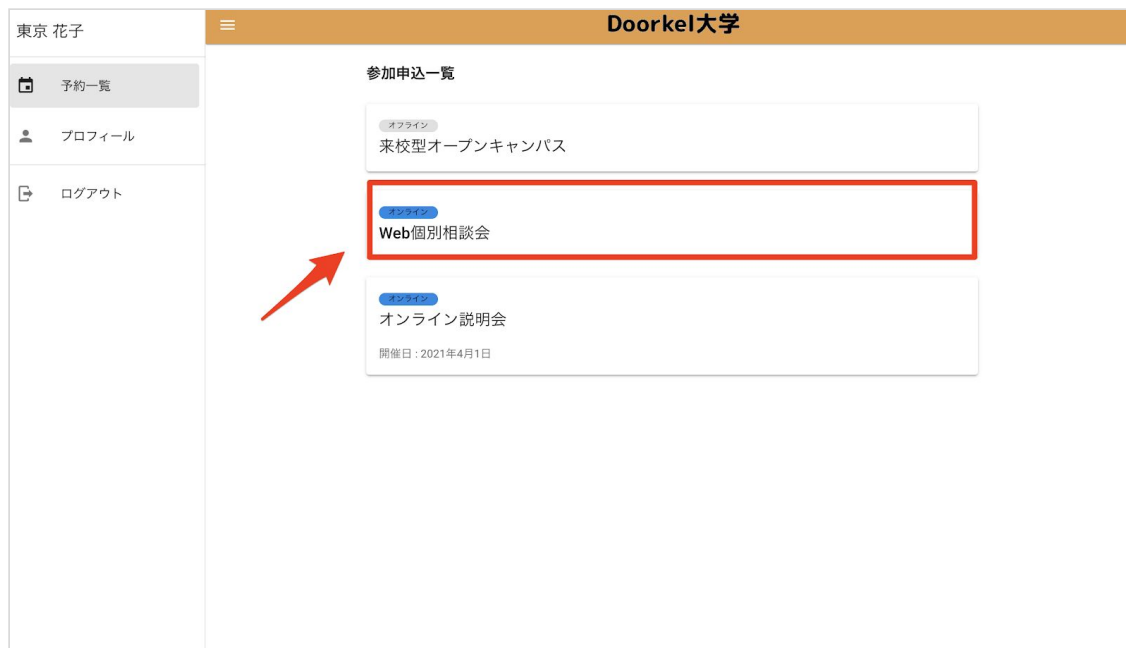 東京 花子
予約一覧
プロフィール
ログアウト
Doorkel大学
参加申込一覧
オフライン
来校型オープンキャンパス
オンライン
Web個別相談会
オンライン
オンライン説明会
開催日 : 2021年4月1日